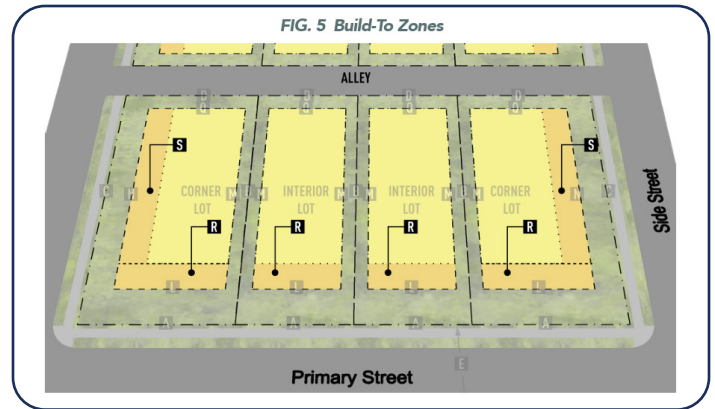 FIG. 5 Build-To Zones
ALLEY
D D D D
Q Q Q Q
S S
C N CORNER LOT M D M INTERIOR LOT M D M INTERIOR LOT M D M CORNER LOT N C
Side Street
R R R R
L L L L
A A A A
E
Primary Street